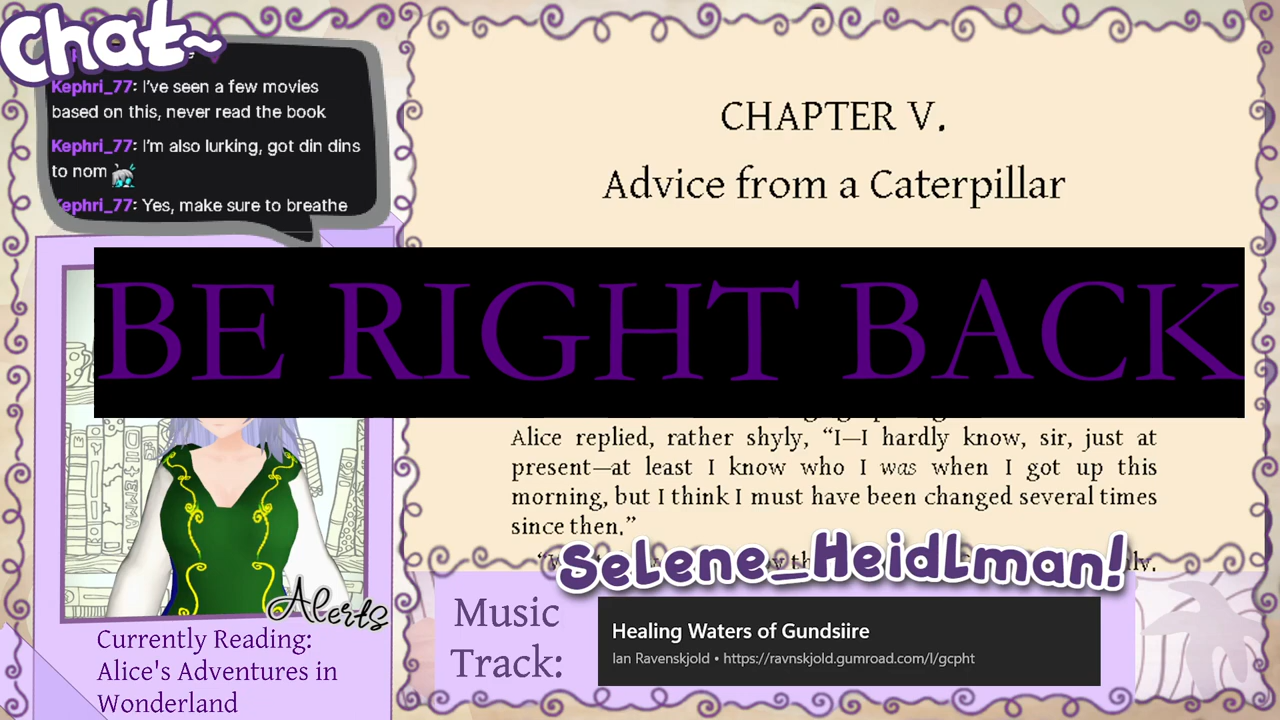 Chat~
Kephri_77: I've seen a few movies
based on this, never read the book
Kephri_77: I'm also lurking, got din dins
to nom
Kephri_77: Yes, make sure to breathe
CHAPTER V.
Advice from a Caterpillar
BE RIGHT BACK
Alice replied, rather shyly, “I—I hardly know, sir, just at
present—at least I know who I was when I got up this
morning, but I think I must have been changed several times
since then.”
Selene_Heidlman!
Alerts
Currently Reading:
Alice's Adventures in
Wonderland
Music
Track:
Healing Waters of Gundsiire
Ian Ravenskjold • https://ravnskjold.gumroad.com/l/gcpht